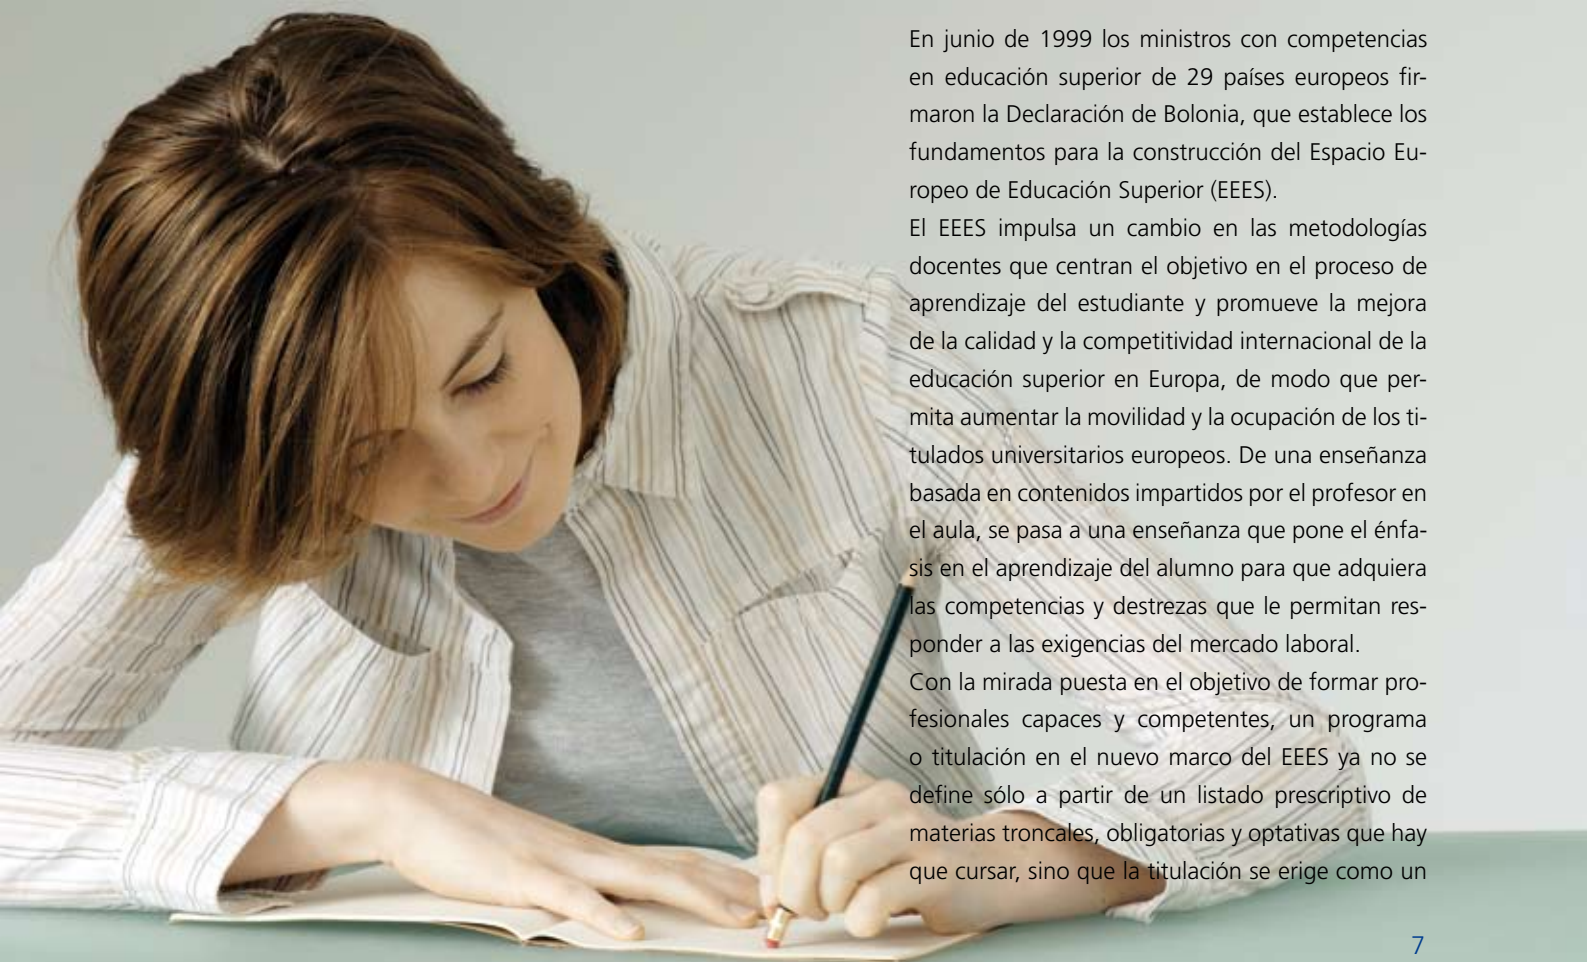 En junio de 1999 los ministros con competencias
en educación superior de 29 países europeos fir-
maron la Declaración de Bolonia, que establece los
fundamentos para la construcción del Espacio Eu-
ropeo de Educación Superior (EEES).
El EEES impulsa un cambio en las metodologías
docentes que centran el objetivo en el proceso de
aprendizaje del estudiante y promueve la mejora
de la calidad y la competitividad internacional de la
educación superior en Europa, de modo que per-
mita aumentar la movilidad y la ocupación de los ti-
tulados universitarios europeos. De una enseñanza
basada en contenidos impartidos por el profesor en
el aula, se pasa a una enseñanza que pone el énfa-
sis en el aprendizaje del alumno para que adquiera
las competencias y destrezas que le permitan res-
ponder a las exigencias del mercado laboral.
Con la mirada puesta en el objetivo de formar pro-
fesionales capaces y competentes, un programa
o titulación en el nuevo marco del EEES ya no se
define sólo a partir de un listado prescriptivo de
materias troncales, obligatorias y optativas que hay
que cursar, sino que la titulación se erige como un
7